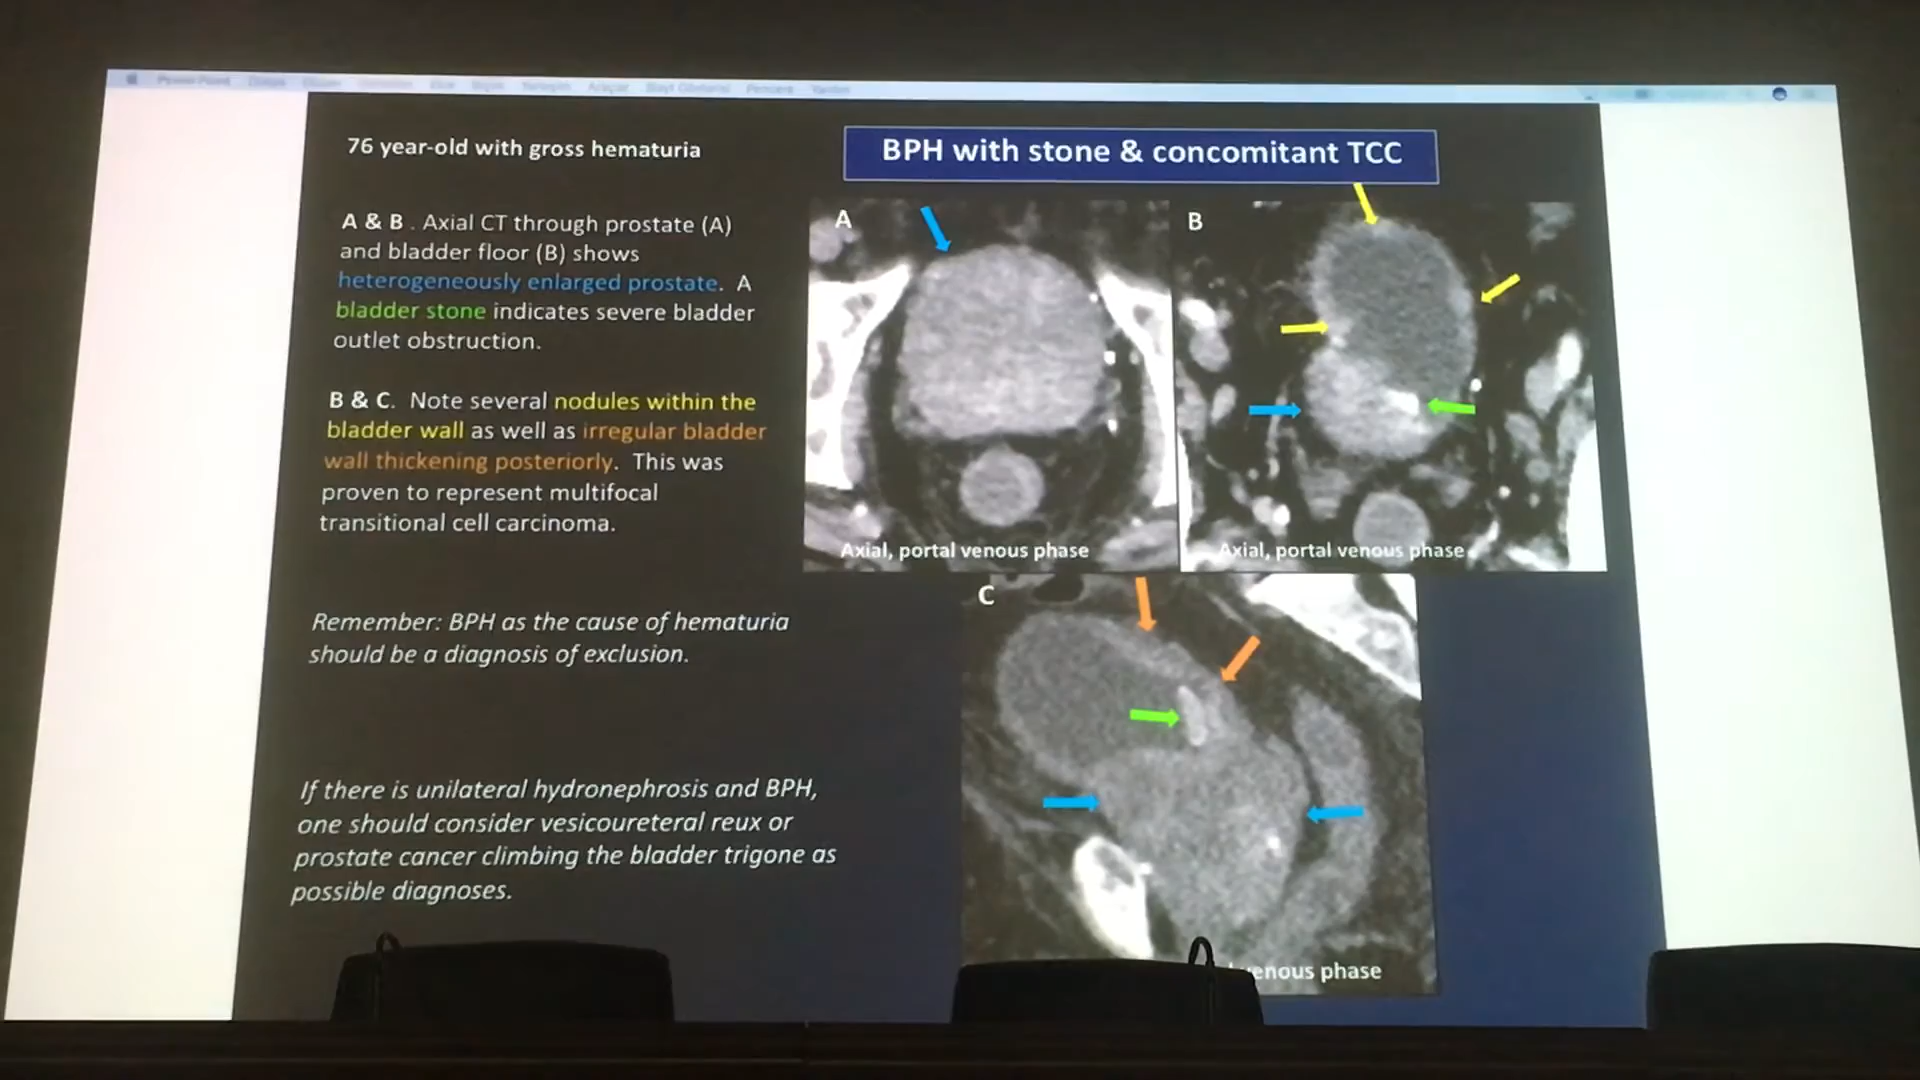 PowerPoint
76 year-old with gross hematuria
BPH with stone & concomitant TCC
A & B . Axial CT through prostate (A)
and bladder floor (B) shows
heterogeneously enlarged prostate. A
bladder stone indicates severe bladder
outlet obstruction.
B & C. Note several nodules within the
bladder wall as well as irregular bladder
wall thickening posteriorly. This was
proven to represent multifocal
transitional cell carcinoma.
Remember: BPH as the cause of hematuria
should be a diagnosis of exclusion.
If there is unilateral hydronephrosis and BPH,
one should consider vesicoureteral reux or
prostate cancer climbing the bladder trigone as
possible diagnoses.
A
Axial, portal venous phase
B
Axial, portal venous phase
C
venous phase